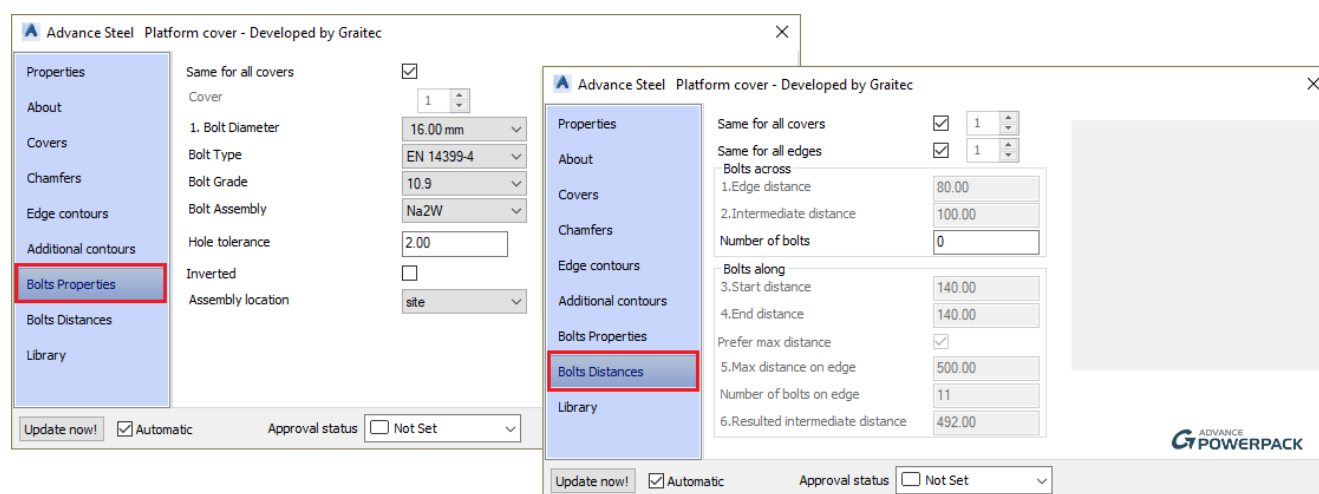 Advance Steel Platform cover - Developed by Graitec
Properties
About
Covers
Chamfers
Edge contours
Additional contours
Bolts Properties
Bolts Distances
Library
Same for all covers
Cover 1
1. Bolt Diameter 16.00 mm
Bolt Type EN 14399-4
Bolt Grade 10.9
Bolt Assembly Na2W
Hole tolerance 2.00
Inverted
Assembly location site
Update now! Automatic Approval status Not Set
Advance Steel Platform cover - Developed by Graitec
Properties
About
Covers
Chamfers
Edge contours
Additional contours
Bolts Properties
Bolts Distances
Library
Same for all covers 1
Same for all edges 1
Bolts across
1.Edge distance 80.00
2.Intermediate distance 100.00
Number of bolts 0
Bolts along
3.Start distance 140.00
4.End distance 140.00
Prefer max distance
5.Max distance on edge 500.00
Number of bolts on edge 11
6.Resulted intermediate distance 492.00
ADVANCE
POWERPACK
Update now! Automatic Approval status Not Set